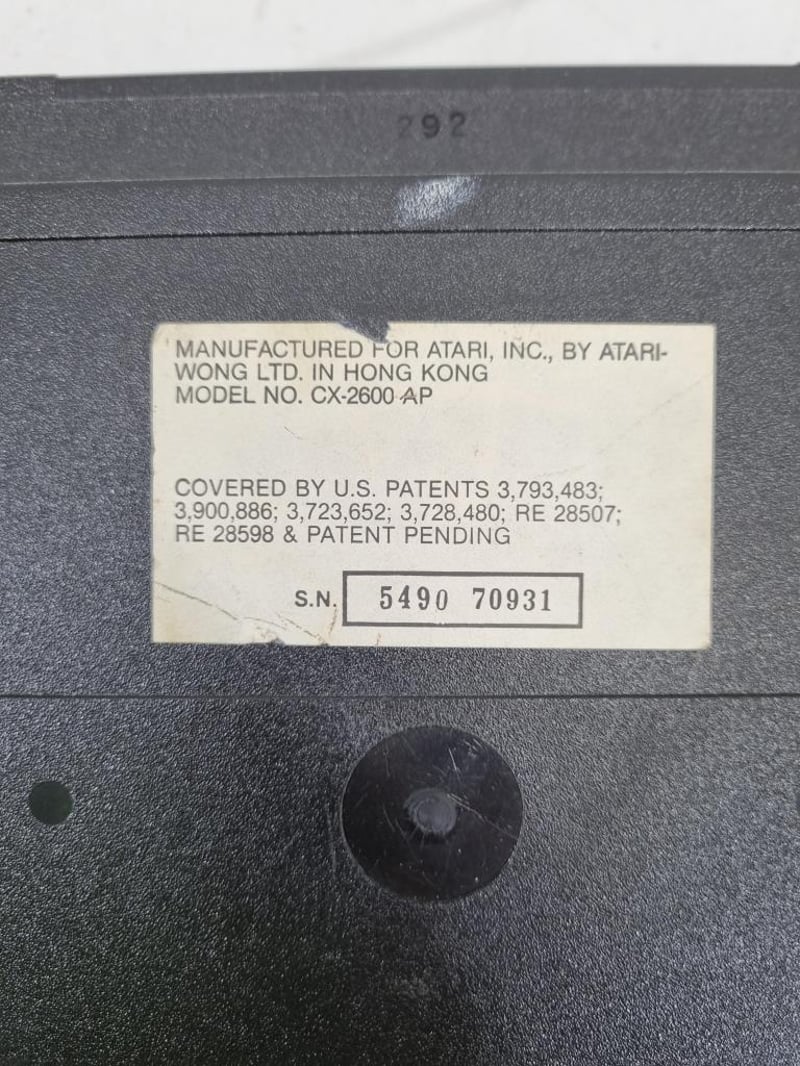 292
MANUFACTURED FOR ATARI, INC., BY ATARI-
WONG LTD. IN HONG KONG
MODEL NO. CX-2600 AP
COVERED BY U.S. PATENTS 3,793,483;
3,900,886; 3,723,652; 3,728,480; RE 28507;
RE 28598 & PATENT PENDING
S.N. 5490 70931